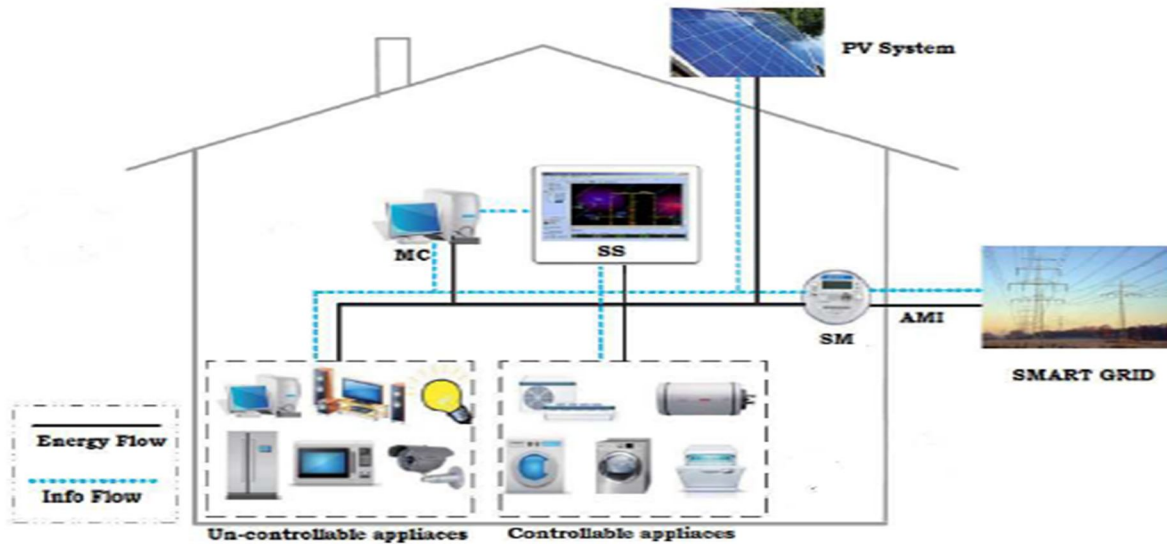 PV System
MC
SS
SM
AMI
SMART GRID
Energy Flow
Info Flow
Un-controllable appliaces
Controllable appliaces